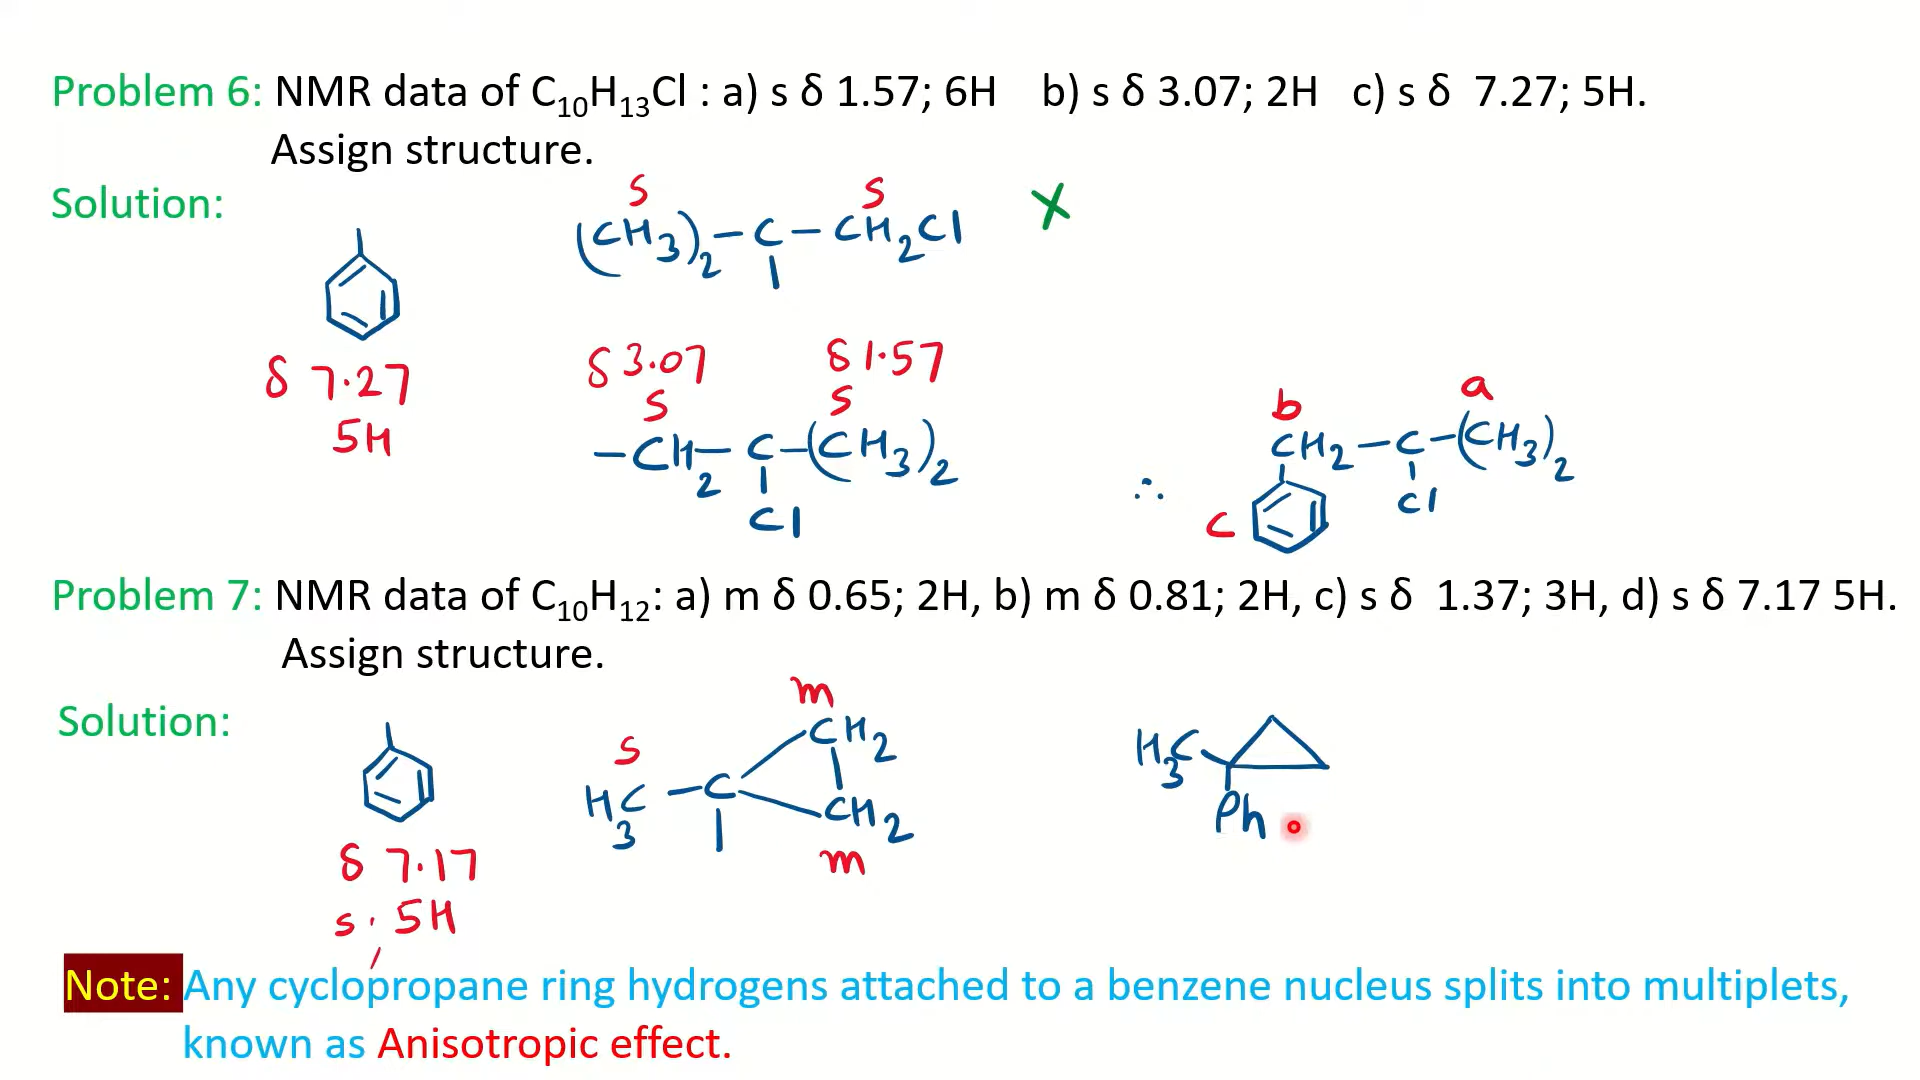 Problem 6: NMR data of C₁₀H₁₃Cl : a) s δ 1.57; 6H b) s δ 3.07; 2H c) s δ 7.27; 5H.
Assign structure.
Solution:
s s
(CH₃)₂–C–CH₂Cl X
δ 7.27
5H
δ 3.07 δ 1.57
s s
–CH₂–C–(CH₃)₂
Cl
∴
b a
CH₂–C–(CH₃)₂
Cl
c
Problem 7: NMR data of C₁₀H₁₂: a) m δ 0.65; 2H, b) m δ 0.81; 2H, c) s δ 1.37; 3H, d) s δ 7.17 5H.
Assign structure.
Solution:
δ 7.17
s, 5H
m
s CH₂
H₃C–C
CH₂
m
H₃C
Ph
Note: Any cyclopropane ring hydrogens attached to a benzene nucleus splits into multiplets,
known as Anisotropic effect.